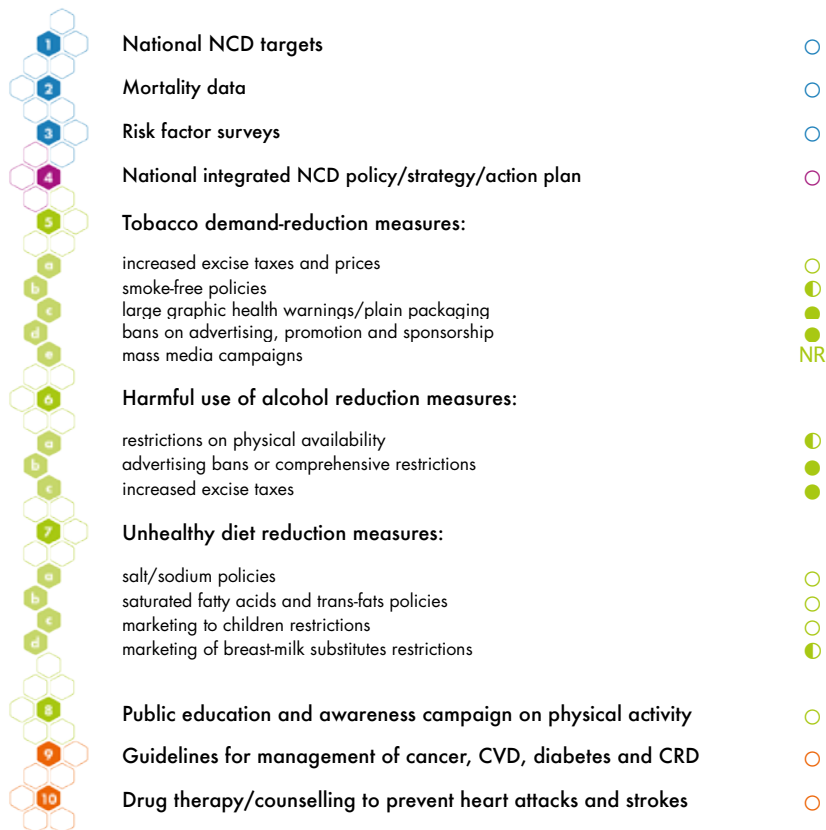 1 National NCD targets
2 Mortality data
3 Risk factor surveys
4 National integrated NCD policy/strategy/action plan
5 Tobacco demand-reduction measures:
a increased excise taxes and prices
b smoke-free policies
c large graphic health warnings/plain packaging
d bans on advertising, promotion and sponsorship
e mass media campaigns NR
6 Harmful use of alcohol reduction measures:
a restrictions on physical availability
b advertising bans or comprehensive restrictions
c increased excise taxes
7 Unhealthy diet reduction measures:
a salt/sodium policies
b saturated fatty acids and trans-fats policies
c marketing to children restrictions
d marketing of breast-milk substitutes restrictions
8 Public education and awareness campaign on physical activity
9 Guidelines for management of cancer, CVD, diabetes and CRD
10 Drug therapy/counselling to prevent heart attacks and strokes